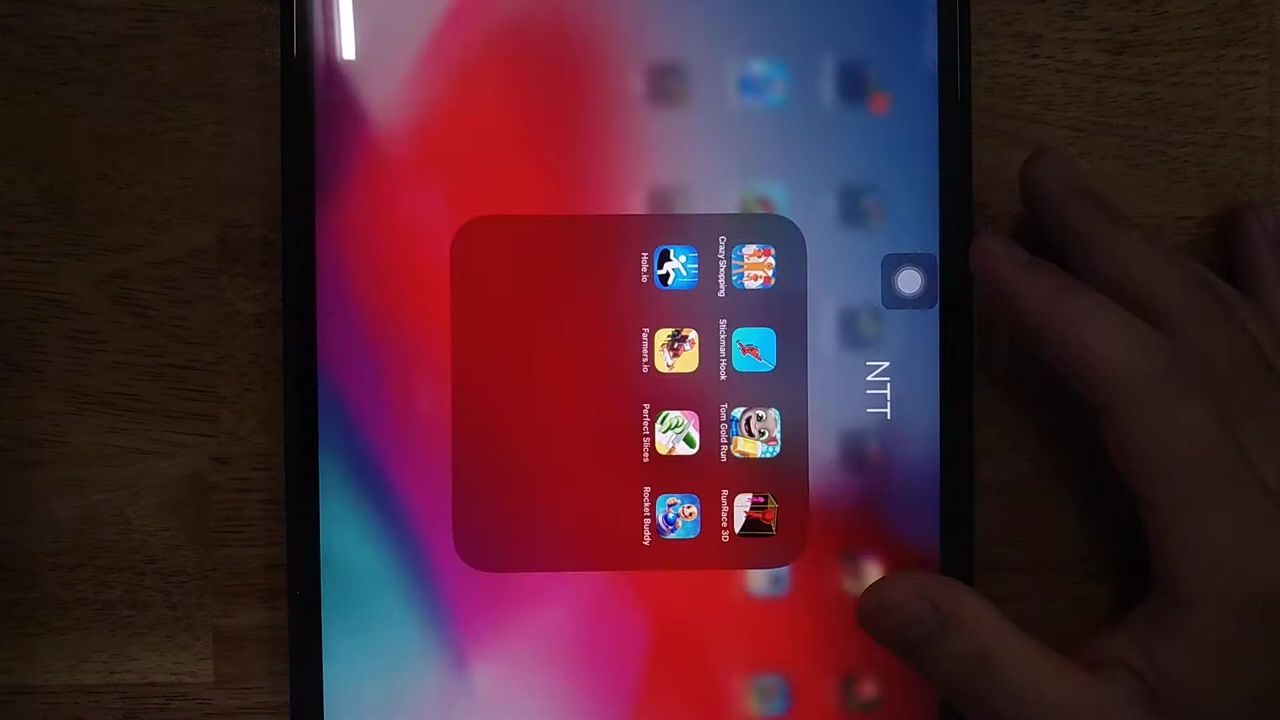 NTT
Crazy Shopping
Stickman Hook
Tom Gold Run
RunRace 3D
Hole.io
Farmers.io
Perfect Slices
Rocket Buddy